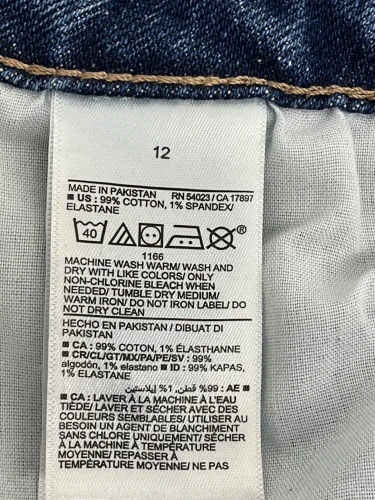 12
MADE IN PAKISTAN RN 54023 / CA 17897
■ US : 99% COTTON, 1% SPANDEX/
ELASTANE
40 ®
1166
MACHINE WASH WARM/ WASH AND
DRY WITH LIKE COLORS/ ONLY
NON-CHLORINE BLEACH WHEN
NEEDED/ TUMBLE DRY MEDIUM/
WARM IRON/ DO NOT IRON LABEL/ DO
NOT DRY CLEAN
HECHO EN PAKISTAN / DIBUAT DI
PAKISTAN
■ CA : 99% COTON, 1% ÉLASTHANNE
■ CR/CL/GT/MX/PA/PE/SV : 99%
algodón, 1% elastano ■ ID : 99% KAPAS,
1% ELASTANE
■ AE : 99% قطن, 1% إيلاستين
■ CA : LAVER À LA MACHINE À L'EAU
TIÈDE/ LAVER ET SÉCHER AVEC DES
COULEURS SEMBLABLES/ UTILISER AU
BESOIN UN AGENT DE BLANCHIMENT
SANS CHLORE UNIQUEMENT/ SÉCHER
À LA MACHINE À TEMPÉRATURE
MOYENNE/ REPASSER À
TEMPÉRATURE MOYENNE/ NE PAS